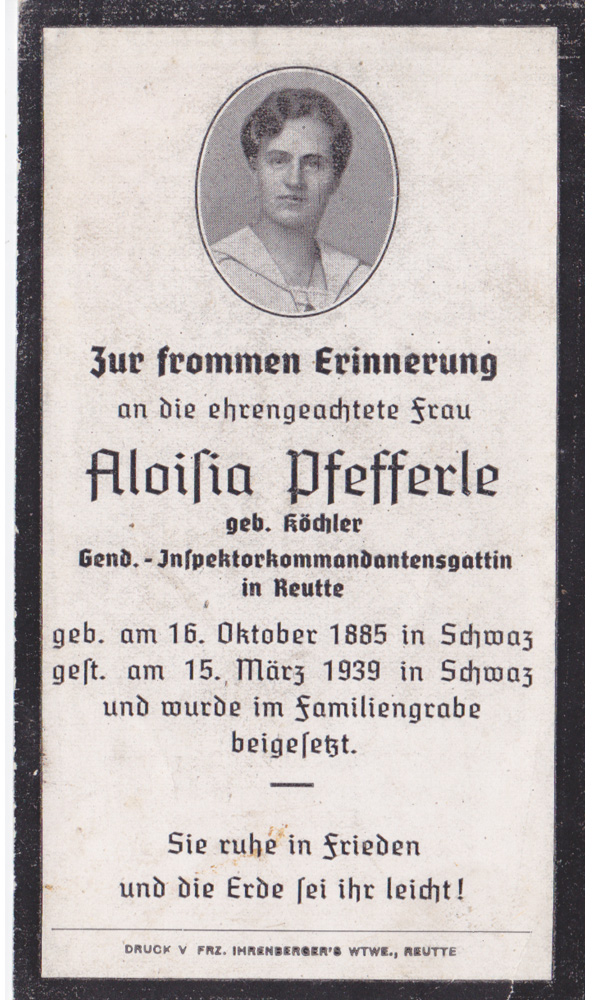 Zur frommen Erinnerung
an die ehrengeachtete Frau
Aloisia Pfefferle
geb. Köchler
Gend.-Inspektorkommandantensgattin
in Reutte
geb. am 16. Oktober 1885 in Schwaz
gest. am 15. März 1939 in Schwaz
und wurde im Familiengrabe
beigesetzt.
Sie ruhe in Frieden
und die Erde sei ihr leicht!
DRUCK V FRZ. IHRENBERGER'S WTWE., REUTTE